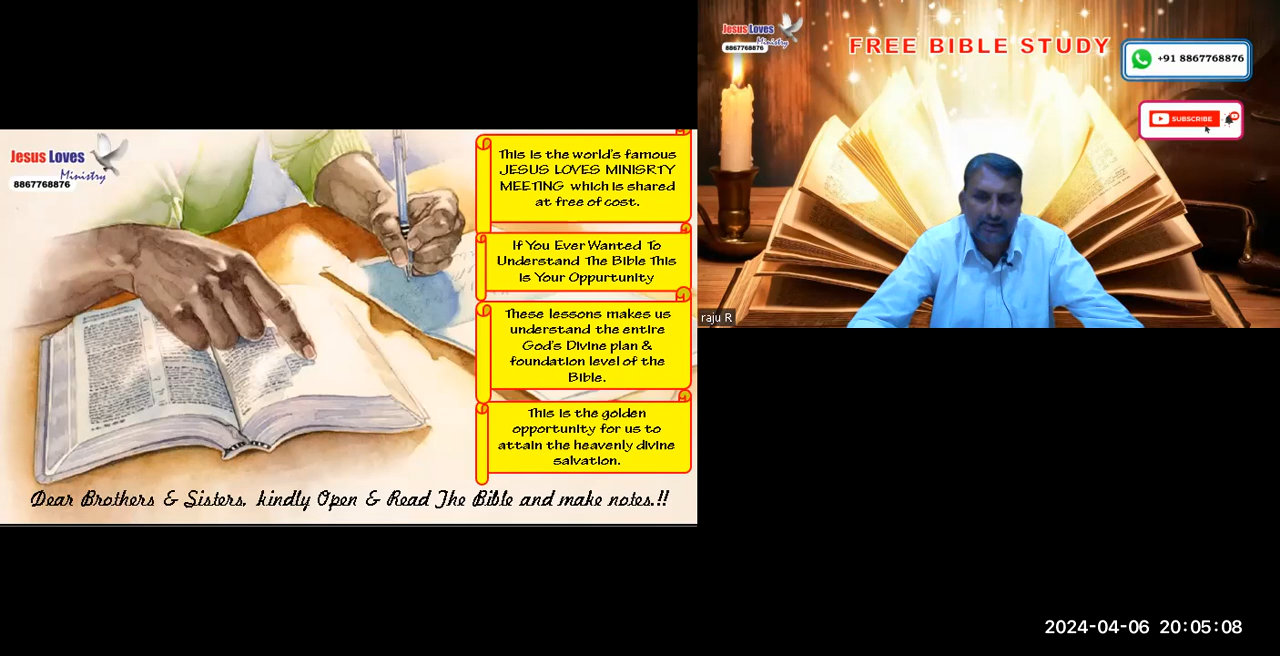 Jesus Loves
Ministry
8867768876
This is the world's famous
JESUS LOVES MINISRTY
MEETING which is shared
at free of cost.
If You Ever Wanted To
Understand The Bible This
is Your Oppurtunity
These lessons makes us
understand the entire
God's Divine plan &
foundation level of the
Bible.
This is the golden
opportunity for us to
attain the heavenly divine
salvation.
Dear Brothers & Sisters, kindly Open & Read The Bible and make notes.!!
Jesus Loves
Ministry
8867768876
FREE BIBLE STUDY
+91 8867768876
SUBSCRIBE
raju R
2024-04-06 20:05:08